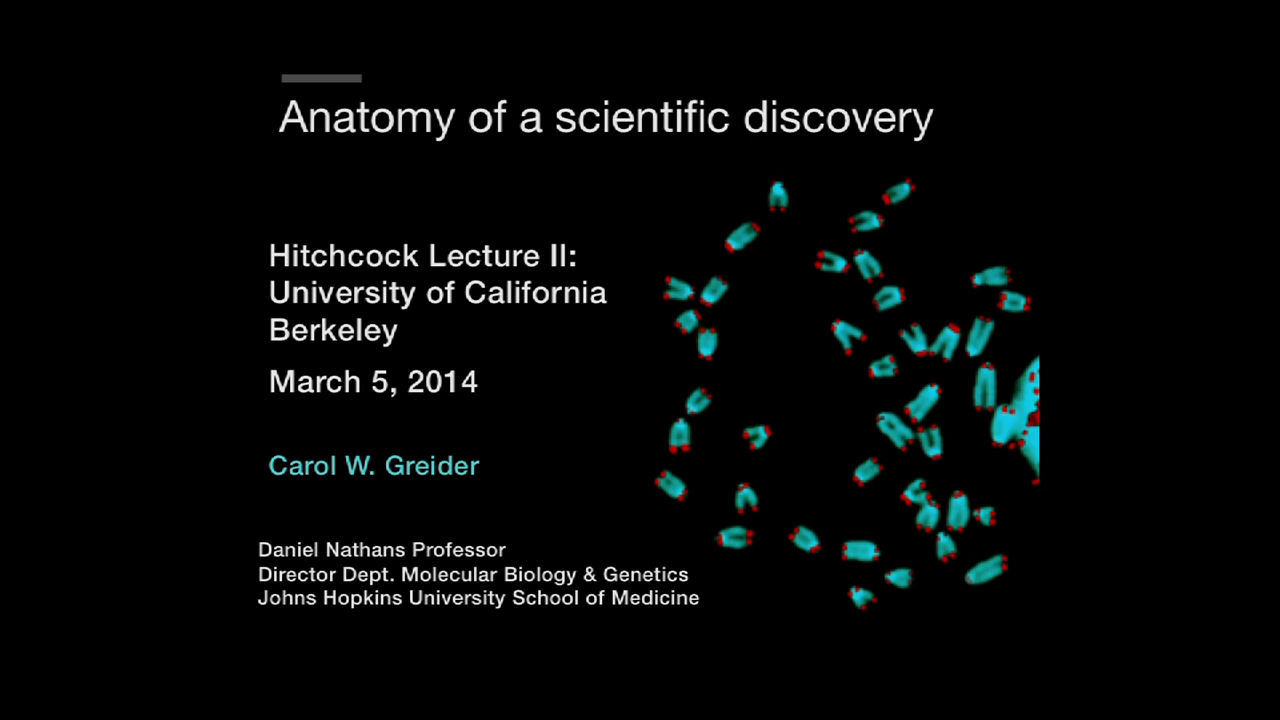 Anatomy of a scientific discovery
Hitchcock Lecture II:
University of California
Berkeley
March 5, 2014
Carol W. Greider
Daniel Nathans Professor
Director Dept. Molecular Biology & Genetics
Johns Hopkins University School of Medicine